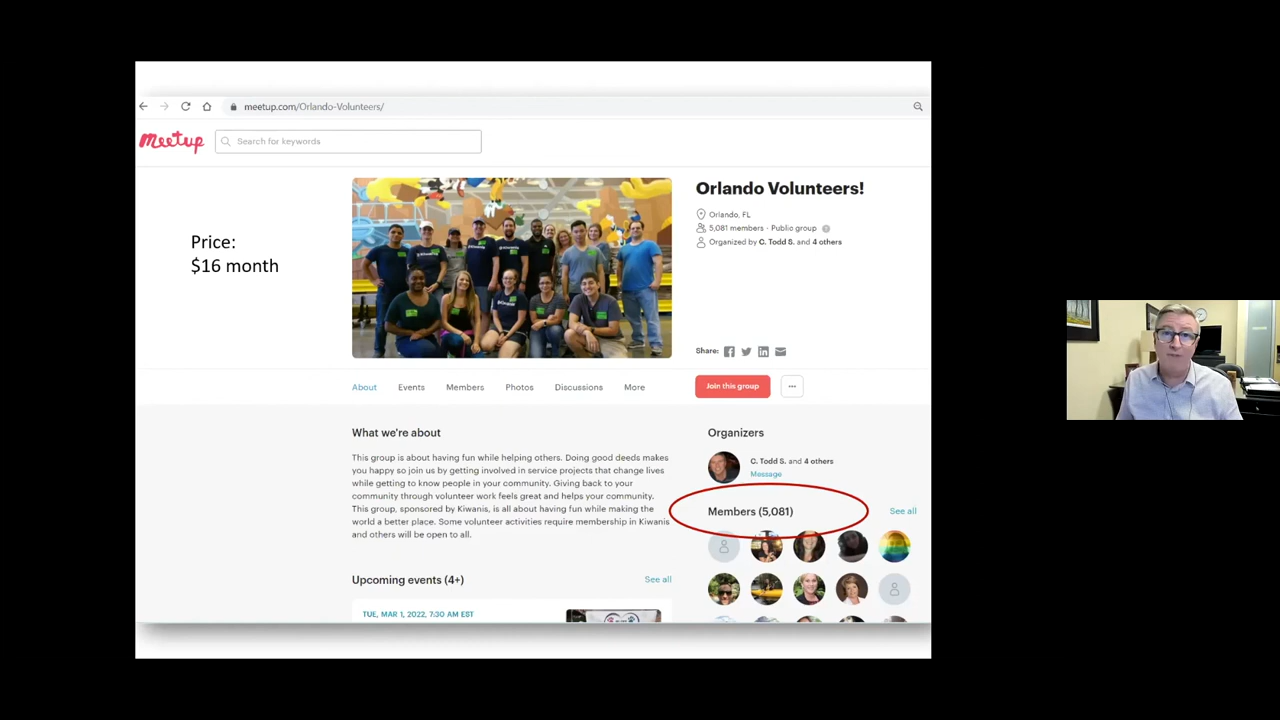 meetup.com/Orlando-Volunteers/
Meetup
Search for keywords
Price:
$16 month
Orlando Volunteers!
Orlando, FL
5,081 members · Public group
Organized by C. Todd S. and 4 others
Share:
About Events Members Photos Discussions More
Join this group
What we're about
This group is about having fun while helping others. Doing good deeds makes
you happy so join us by getting involved in service projects that change lives
while getting to know people in your community. Giving back to your
community through volunteer work feels great and helps your community.
This group, sponsored by Kiwanis, is all about having fun while making the
world a better place. Some volunteer activities require membership in Kiwanis
and others will be open to all.
Upcoming events (4+)
See all
TUE, MAR 1, 2022, 7:30 AM EST
Organizers
C. Todd S. and 4 others
Message
Members (5,081)
See all